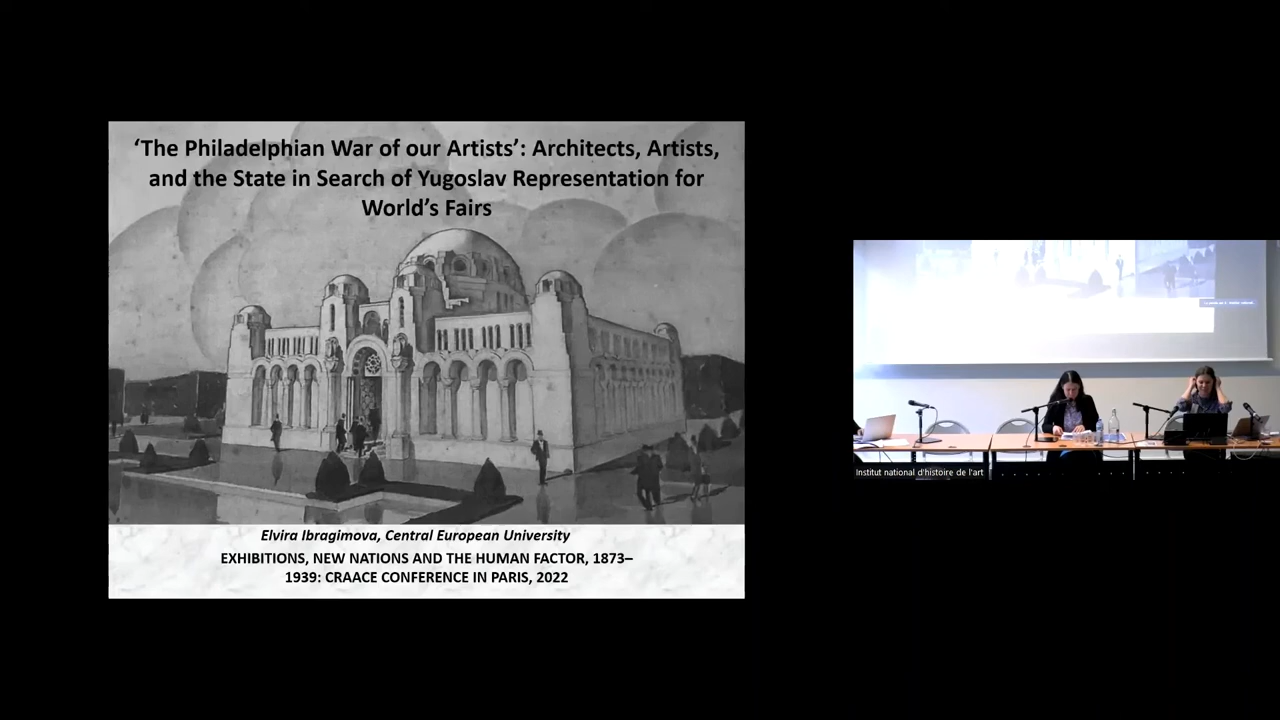 ‘The Philadelphian War of our Artists’: Architects, Artists,
and the State in Search of Yugoslav Representation for
World’s Fairs
Elvira Ibragimova, Central European University
EXHIBITIONS, NEW NATIONS AND THE HUMAN FACTOR, 1873–
1939: CRAACE CONFERENCE IN PARIS, 2022
Institut national d'histoire de l'art